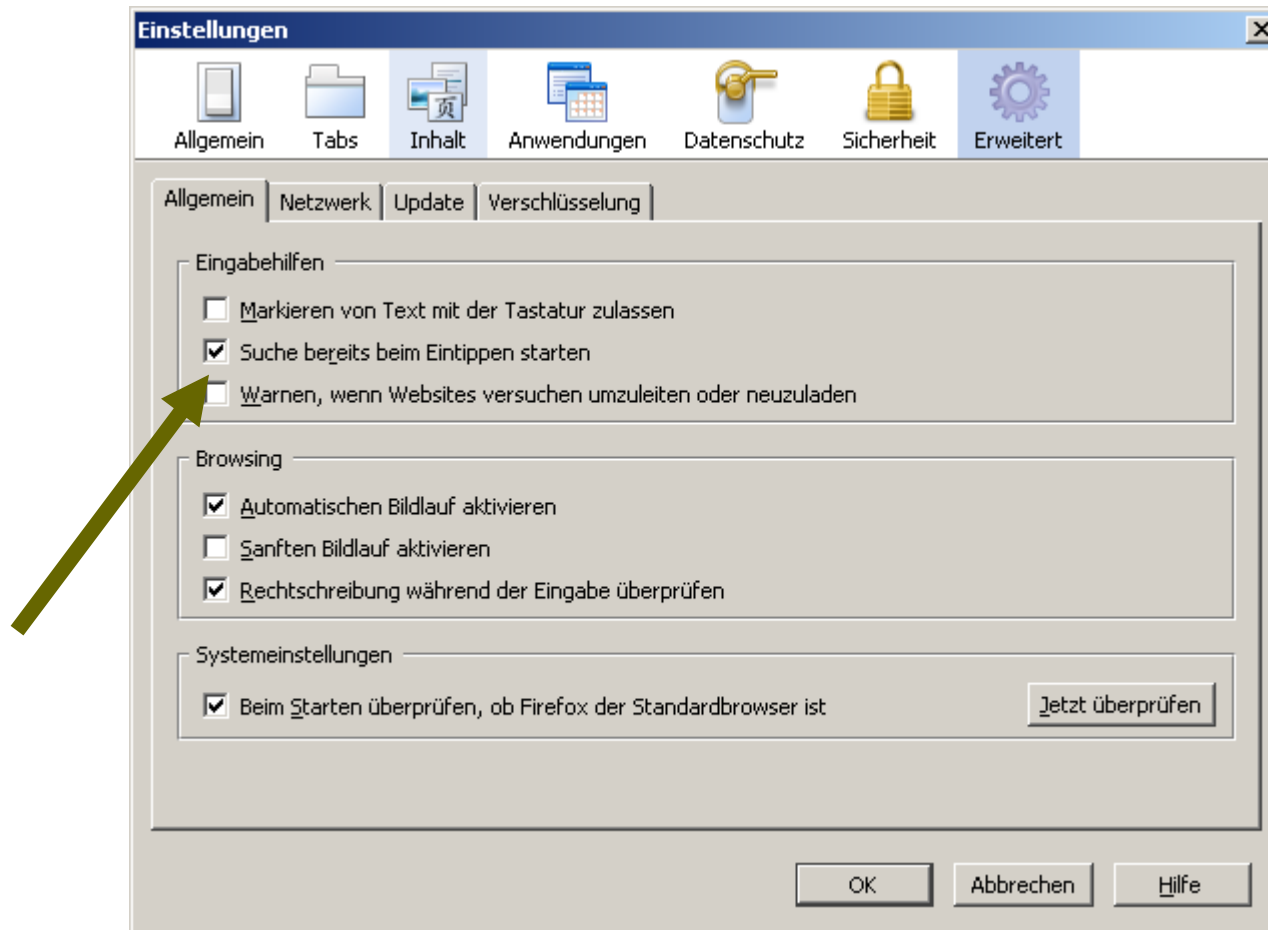 Einstellungen
Allgemein Tabs Inhalt Anwendungen Datenschutz Sicherheit Erweitert
Allgemein Netzwerk Update Verschlüsselung
Eingabehilfen
Markieren von Text mit der Tastatur zulassen
Suche bereits beim Eintippen starten
Warnen, wenn Websites versuchen umzuleiten oder neuzuladen
Browsing
Automatischen Bildlauf aktivieren
Sanften Bildlauf aktivieren
Rechtschreibung während der Eingabe überprüfen
Systemeinstellungen
Beim Starten überprüfen, ob Firefox der Standardbrowser ist Jetzt überprüfen
OK Abbrechen Hilfe